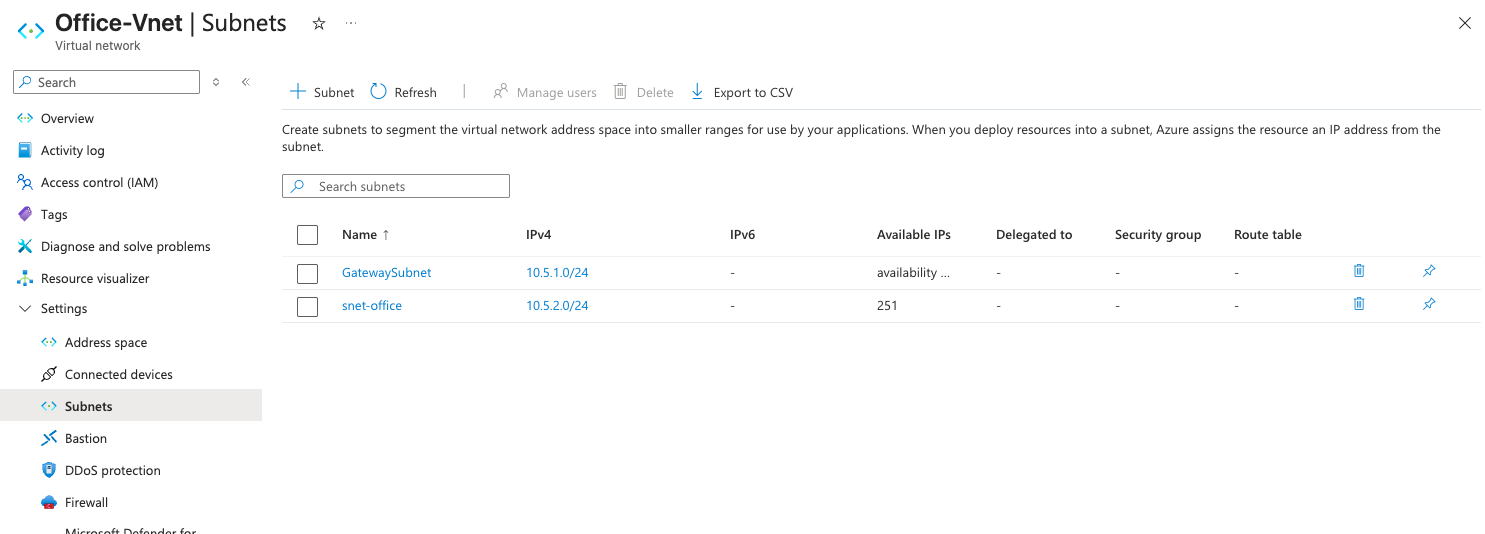 Office-Vnet | Subnets
Virtual network
Search
Overview
Activity log
Access control (IAM)
Tags
Diagnose and solve problems
Resource visualizer
Settings
Address space
Connected devices
Subnets
Bastion
DDoS protection
Firewall
Microsoft Defender for
Subnet Refresh | Manage users Delete Export to CSV
Create subnets to segment the virtual network address space into smaller ranges for use by your applications. When you deploy resources into a subnet, Azure assigns the resource an IP address from the
subnet.
Search subnets
Name ↑ IPv4 IPv6 Available IPs Delegated to Security group Route table
GatewaySubnet 10.5.1.0/24 - availability ... - - -
snet-office 10.5.2.0/24 - 251 - - -